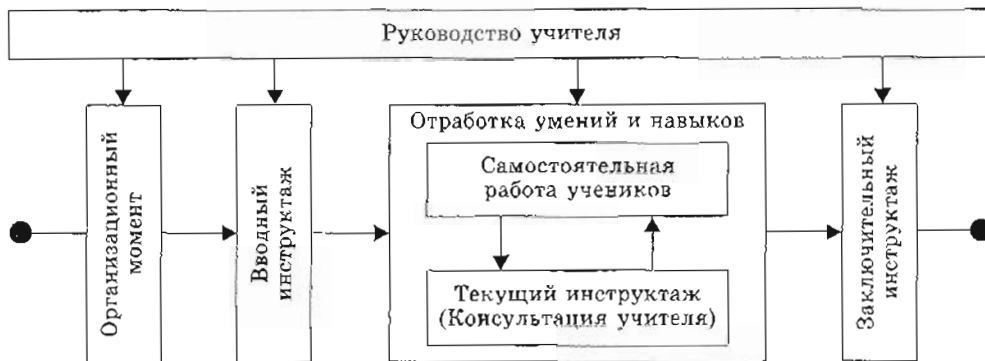 Руководство учителя
Организационный
момент
Вводный
инструктаж
Отработка умений и навыков
Самостоятельная
работа учеников
Текущий инструктаж
(Консультация учителя)
Заключительный
инструктаж